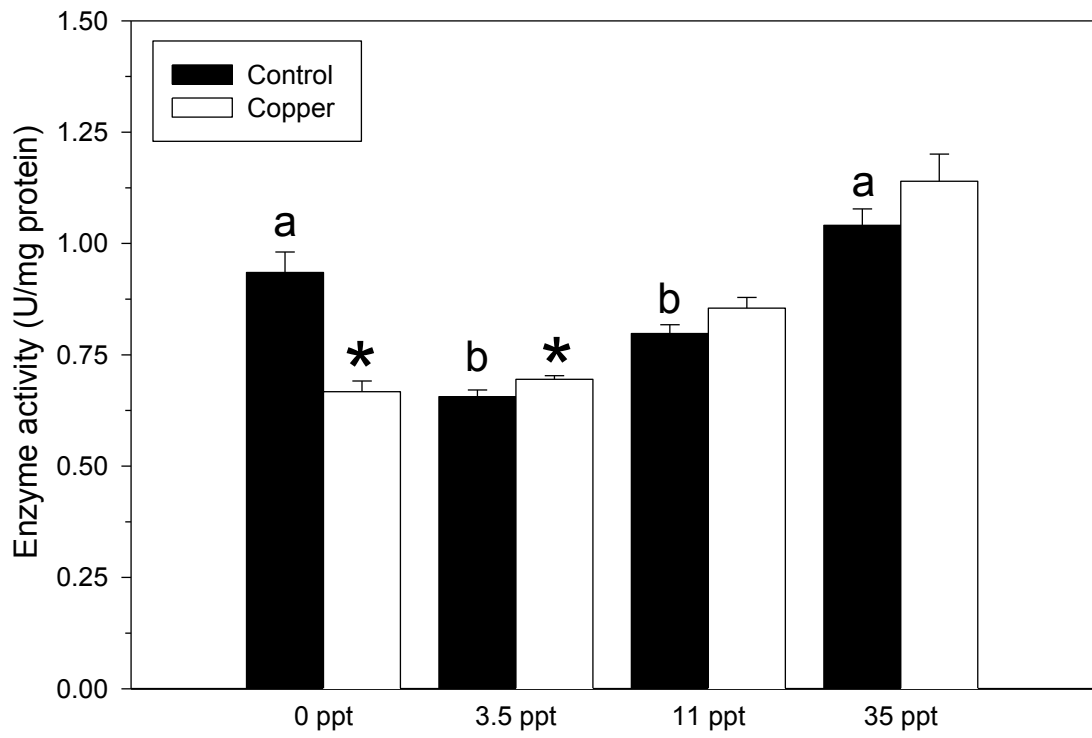 Enzyme activity (U/mg protein)
1.50
1.25
1.00
0.75
0.50
0.25
0.00
Control
Copper
a
*
b
*
b
a
0 ppt
3.5 ppt
11 ppt
35 ppt